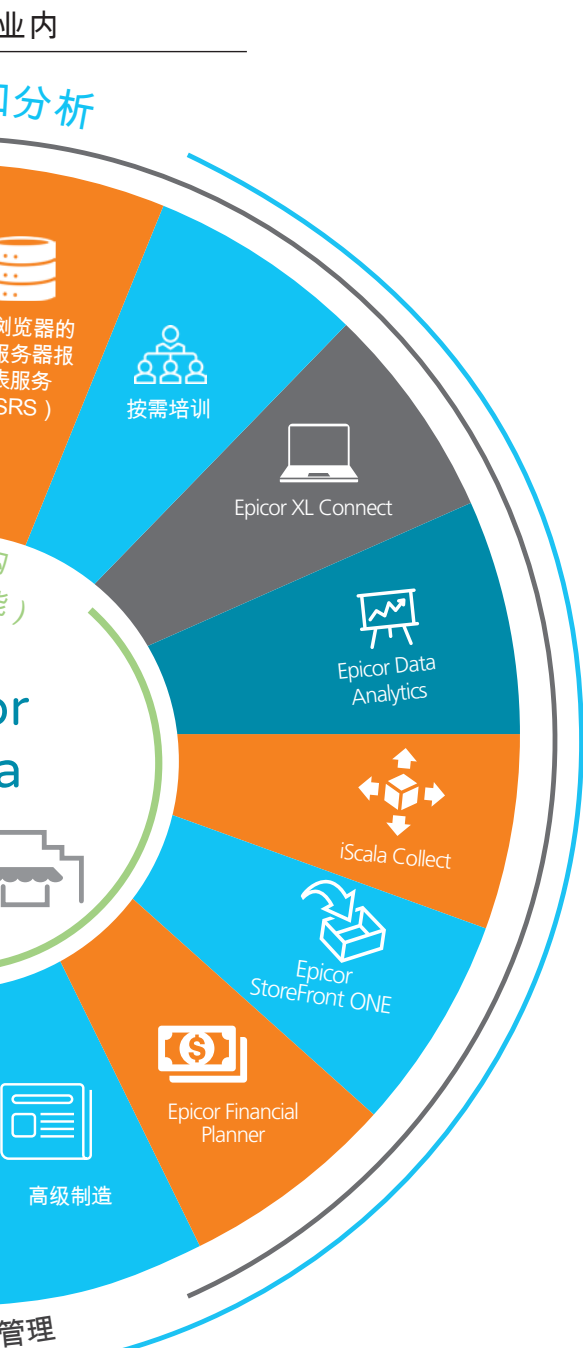 业内
分析
浏览器的
服务器报
表服务
SRS）
按需培训
Epicor XL Connect
Epicor Data
Analytics
iScala Collect
Epicor
StoreFront ONE
Epicor Financial
Planner
高级制造
能）
or
a
管理